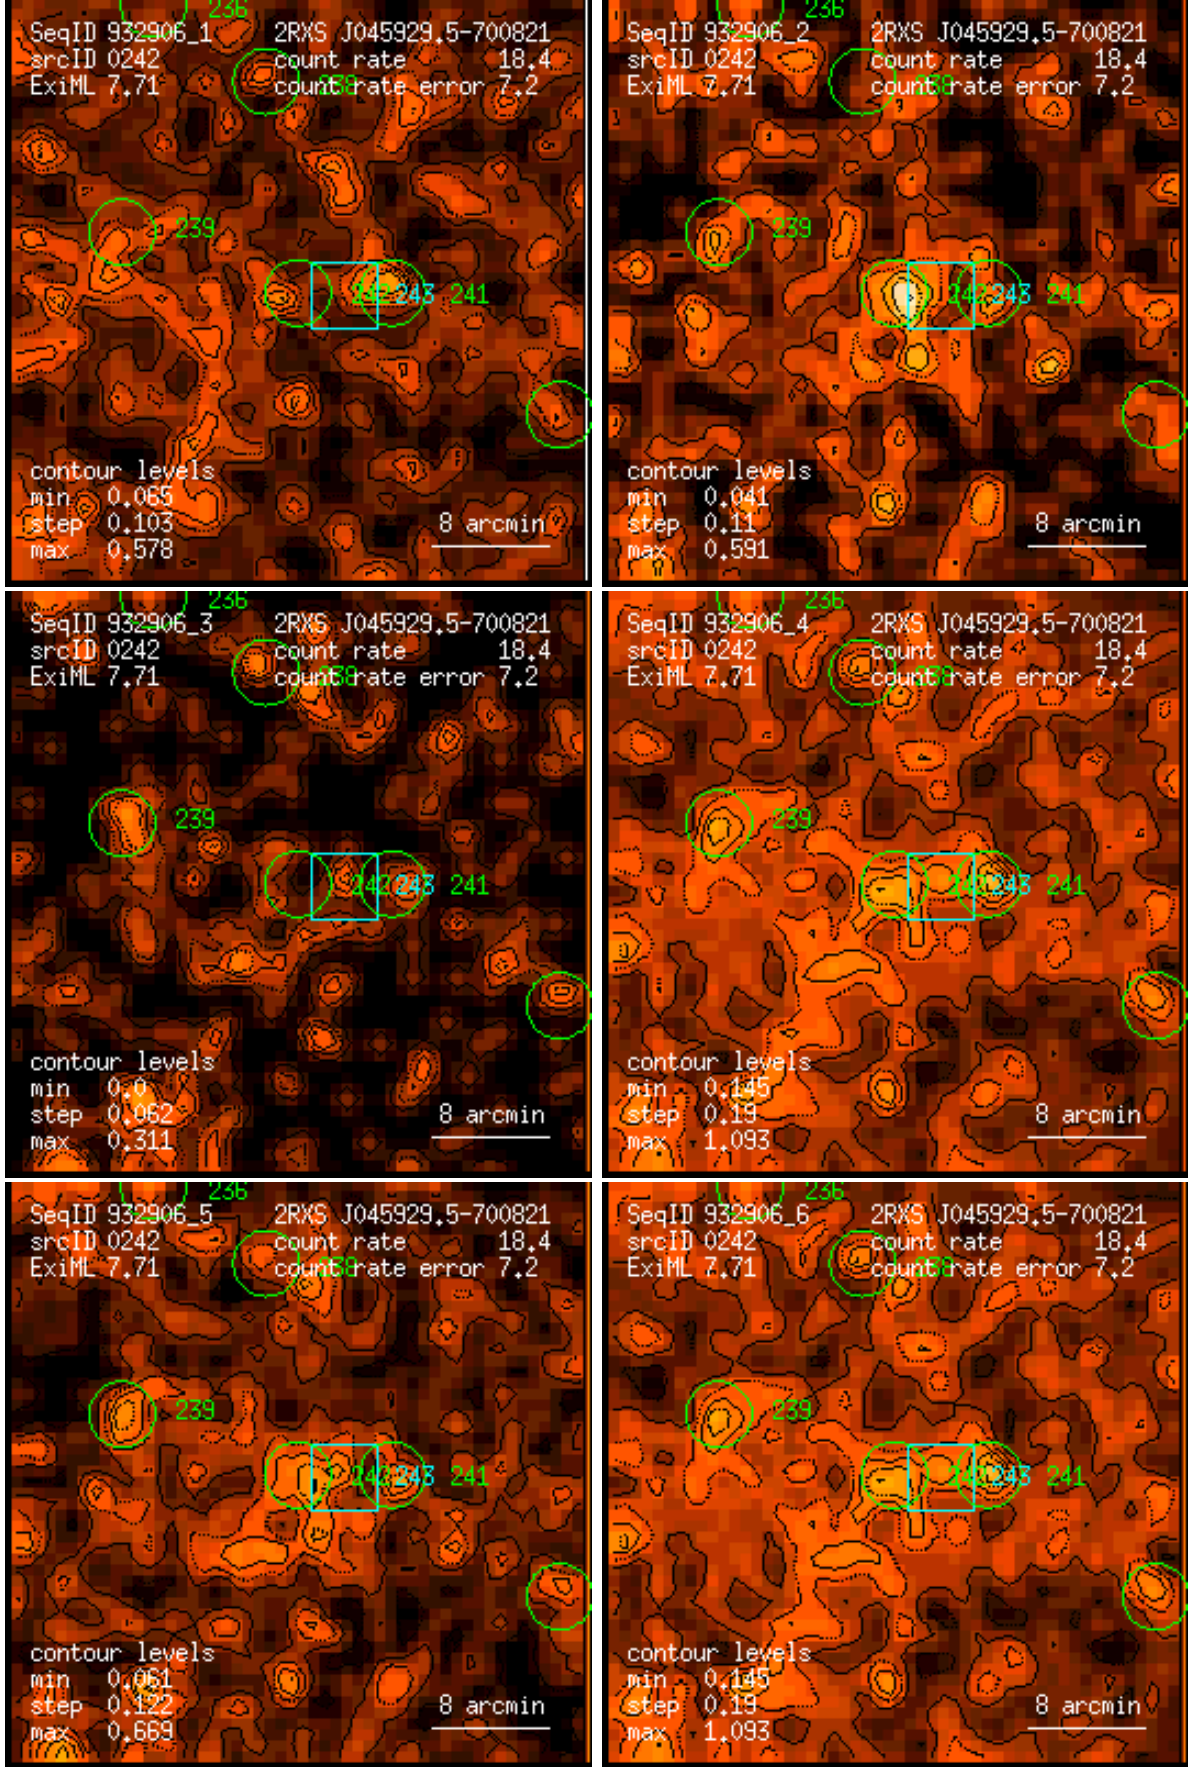 236
SeqID 932906_1 2RXS J045929.5-700821
srcID 0242 count rate 18.4
ExiML 7.71 count rate error 7.2
238
239
242 243 241
contour levels
min 0.065
step 0.103
max 0.578
8 arcmin
SeqID 932906_2 2RXS J045929.5-700821
srcID 0242 count rate 18.4
ExiML 7.71 count rate error 7.2
238
239
242 243 241
contour levels
min 0.041
step 0.11
max 0.591
8 arcmin
236
SeqID 932906_3 2RXS J045929.5-700821
srcID 0242 count rate 18.4
ExiML 7.71 count rate error 7.2
238
239
242 243 241
contour levels
min 0.0
step 0.062
max 0.311
8 arcmin
236
SeqID 932906_4 2RXS J045929.5-700821
srcID 0242 count rate 18.4
ExiML 7.71 count rate error 7.2
238
239
242 243 241
contour levels
min 0.145
step 0.19
max 1.093
8 arcmin
236
SeqID 932906_5 2RXS J045929.5-700821
srcID 0242 count rate 18.4
ExiML 7.71 count rate error 7.2
238
239
242 243 241
contour levels
min 0.061
step 0.122
max 0.669
8 arcmin
236
SeqID 932906_6 2RXS J045929.5-700821
srcID 0242 count rate 18.4
ExiML 7.71 count rate error 7.2
238
239
242 243 241
contour levels
min 0.145
step 0.19
max 1.093
8 arcmin